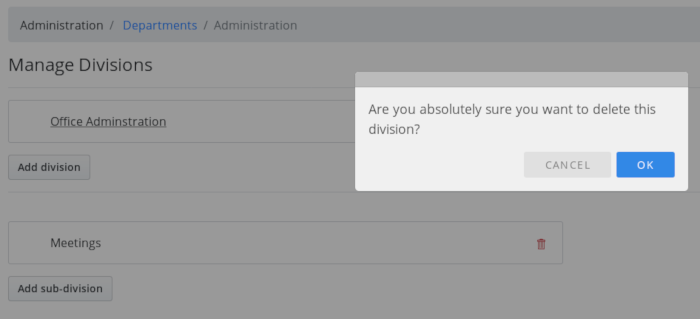 Administration / Departments / Administration
Manage Divisions
Are you absolutely sure you want to delete this
division?
Office Adminstration
CANCEL OK
Add division
Meetings
Add sub-division